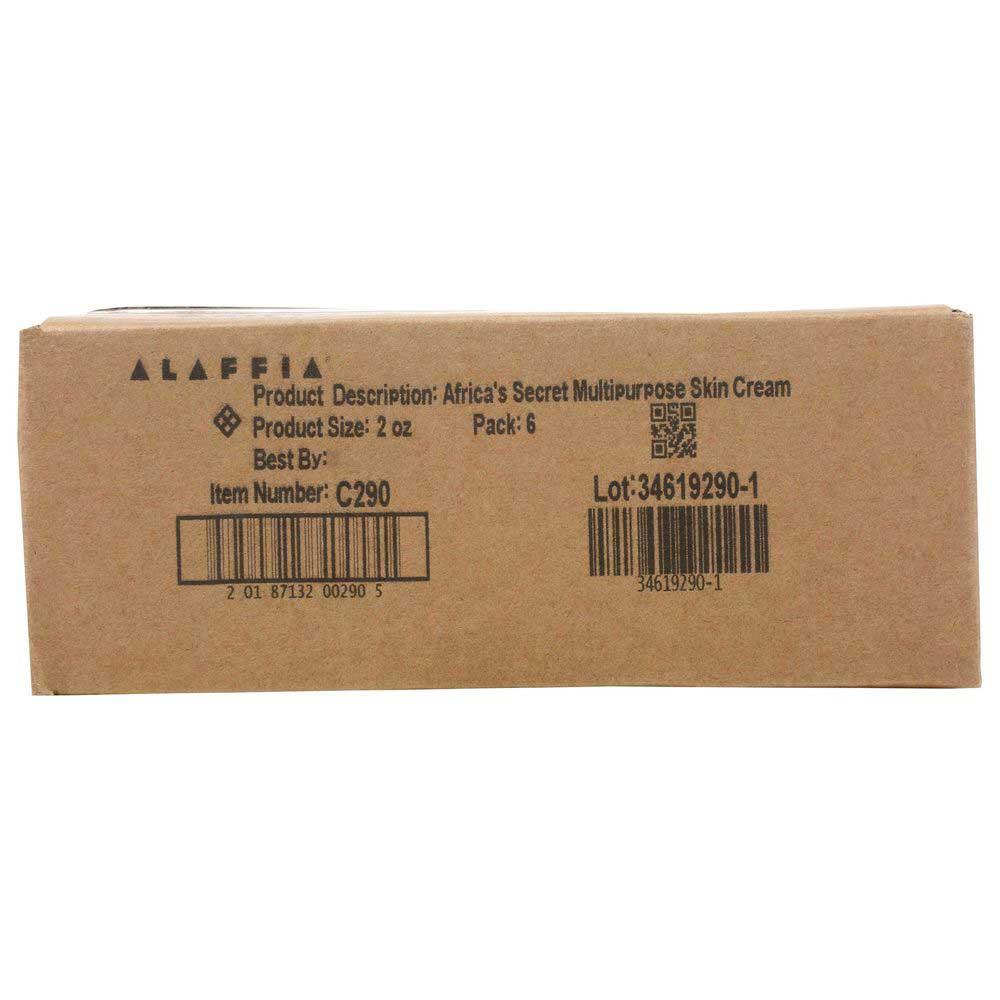 ALAFFIA
Product Description: Africa's Secret Multipurpose Skin Cream
Product Size: 2 oz Pack: 6
Best By:
Item Number: C290 Lot:34619290-1
2 01 87132 00290 5 34619290-1